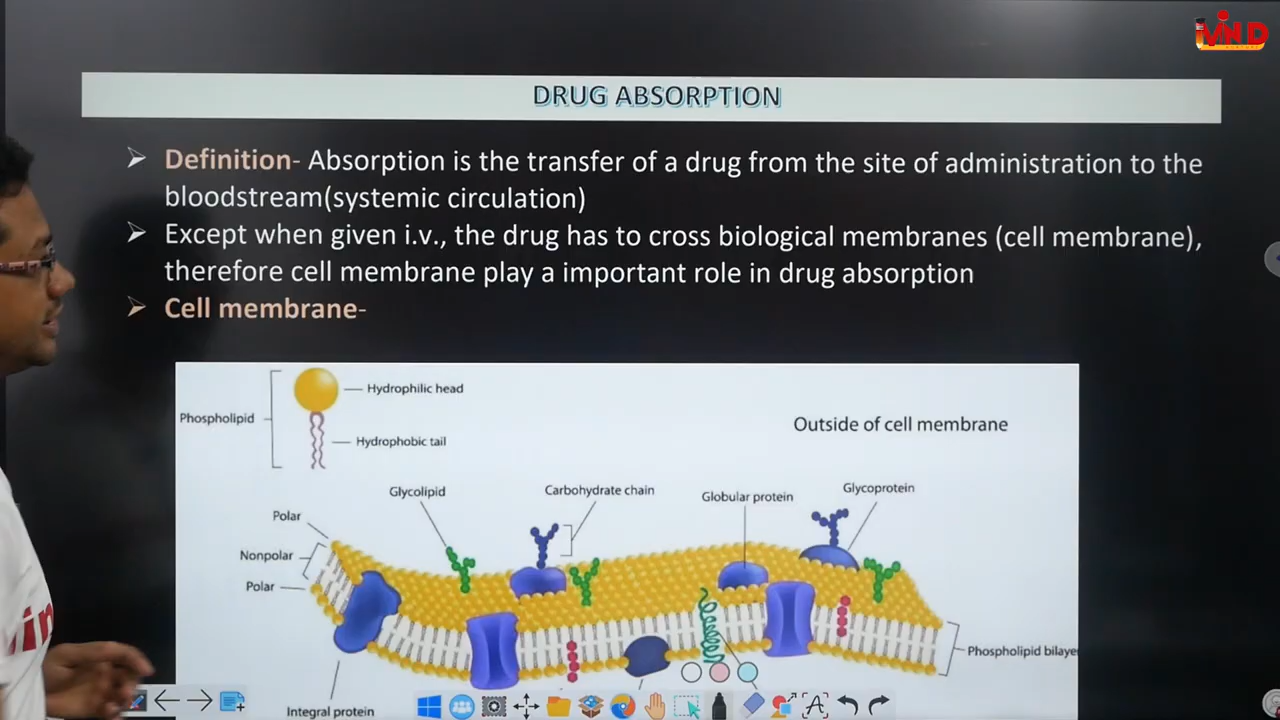 MIND
DRUG ABSORPTION
➢ Definition- Absorption is the transfer of a drug from the site of administration to the
bloodstream(systemic circulation)
➢ Except when given i.v., the drug has to cross biological membranes (cell membrane),
therefore cell membrane play a important role in drug absorption
➢ Cell membrane-
Phospholipid
Hydrophilic head
Hydrophobic tail
Outside of cell membrane
Glycolipid
Carbohydrate chain
Globular protein
Glycoprotein
Polar
Nonpolar
Polar
Phospholipid bilaye
Integral protein
in